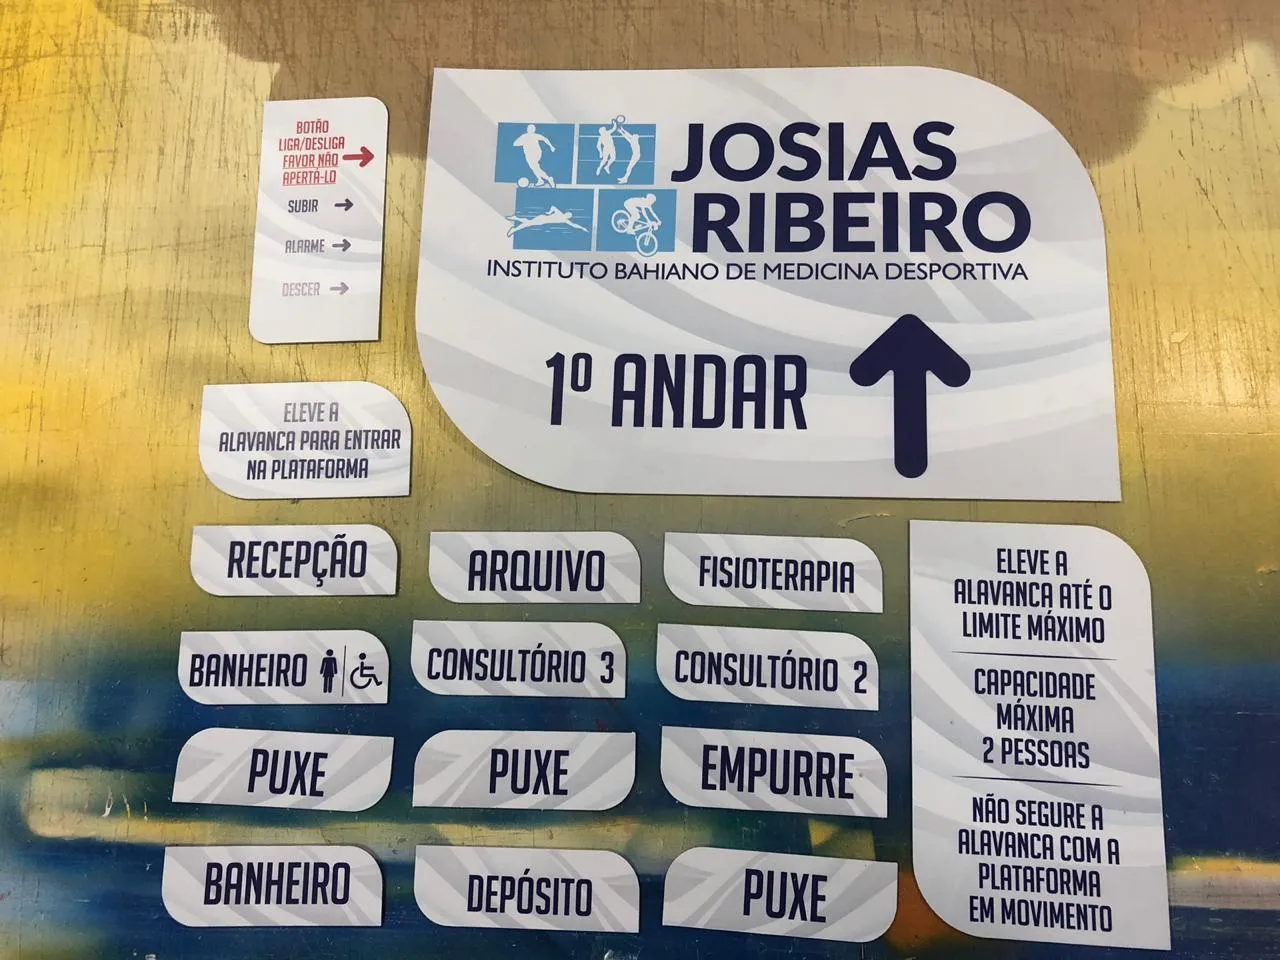 BOTÃO
LIGA/DESLIGA
FAVOR NÃO
APERTÁ-LO
SUBIR
ALARME
DESCER
JOSIAS
RIBEIRO
INSTITUTO BAHIANO DE MEDICINA DESPORTIVA
1º ANDAR
ELEVE A
ALAVANCA PARA ENTRAR
NA PLATAFORMA
RECEPÇÃO
ARQUIVO
FISIOTERAPIA
BANHEIRO
CONSULTÓRIO 3
CONSULTÓRIO 2
PUXE
PUXE
EMPURRE
BANHEIRO
DEPÓSITO
PUXE
ELEVE A
ALAVANCA ATÉ O
LIMITE MÁXIMO
CAPACIDADE
MÁXIMA
2 PESSOAS
NÃO SEGURE A
ALAVANCA COM A
PLATAFORMA
EM MOVIMENTO